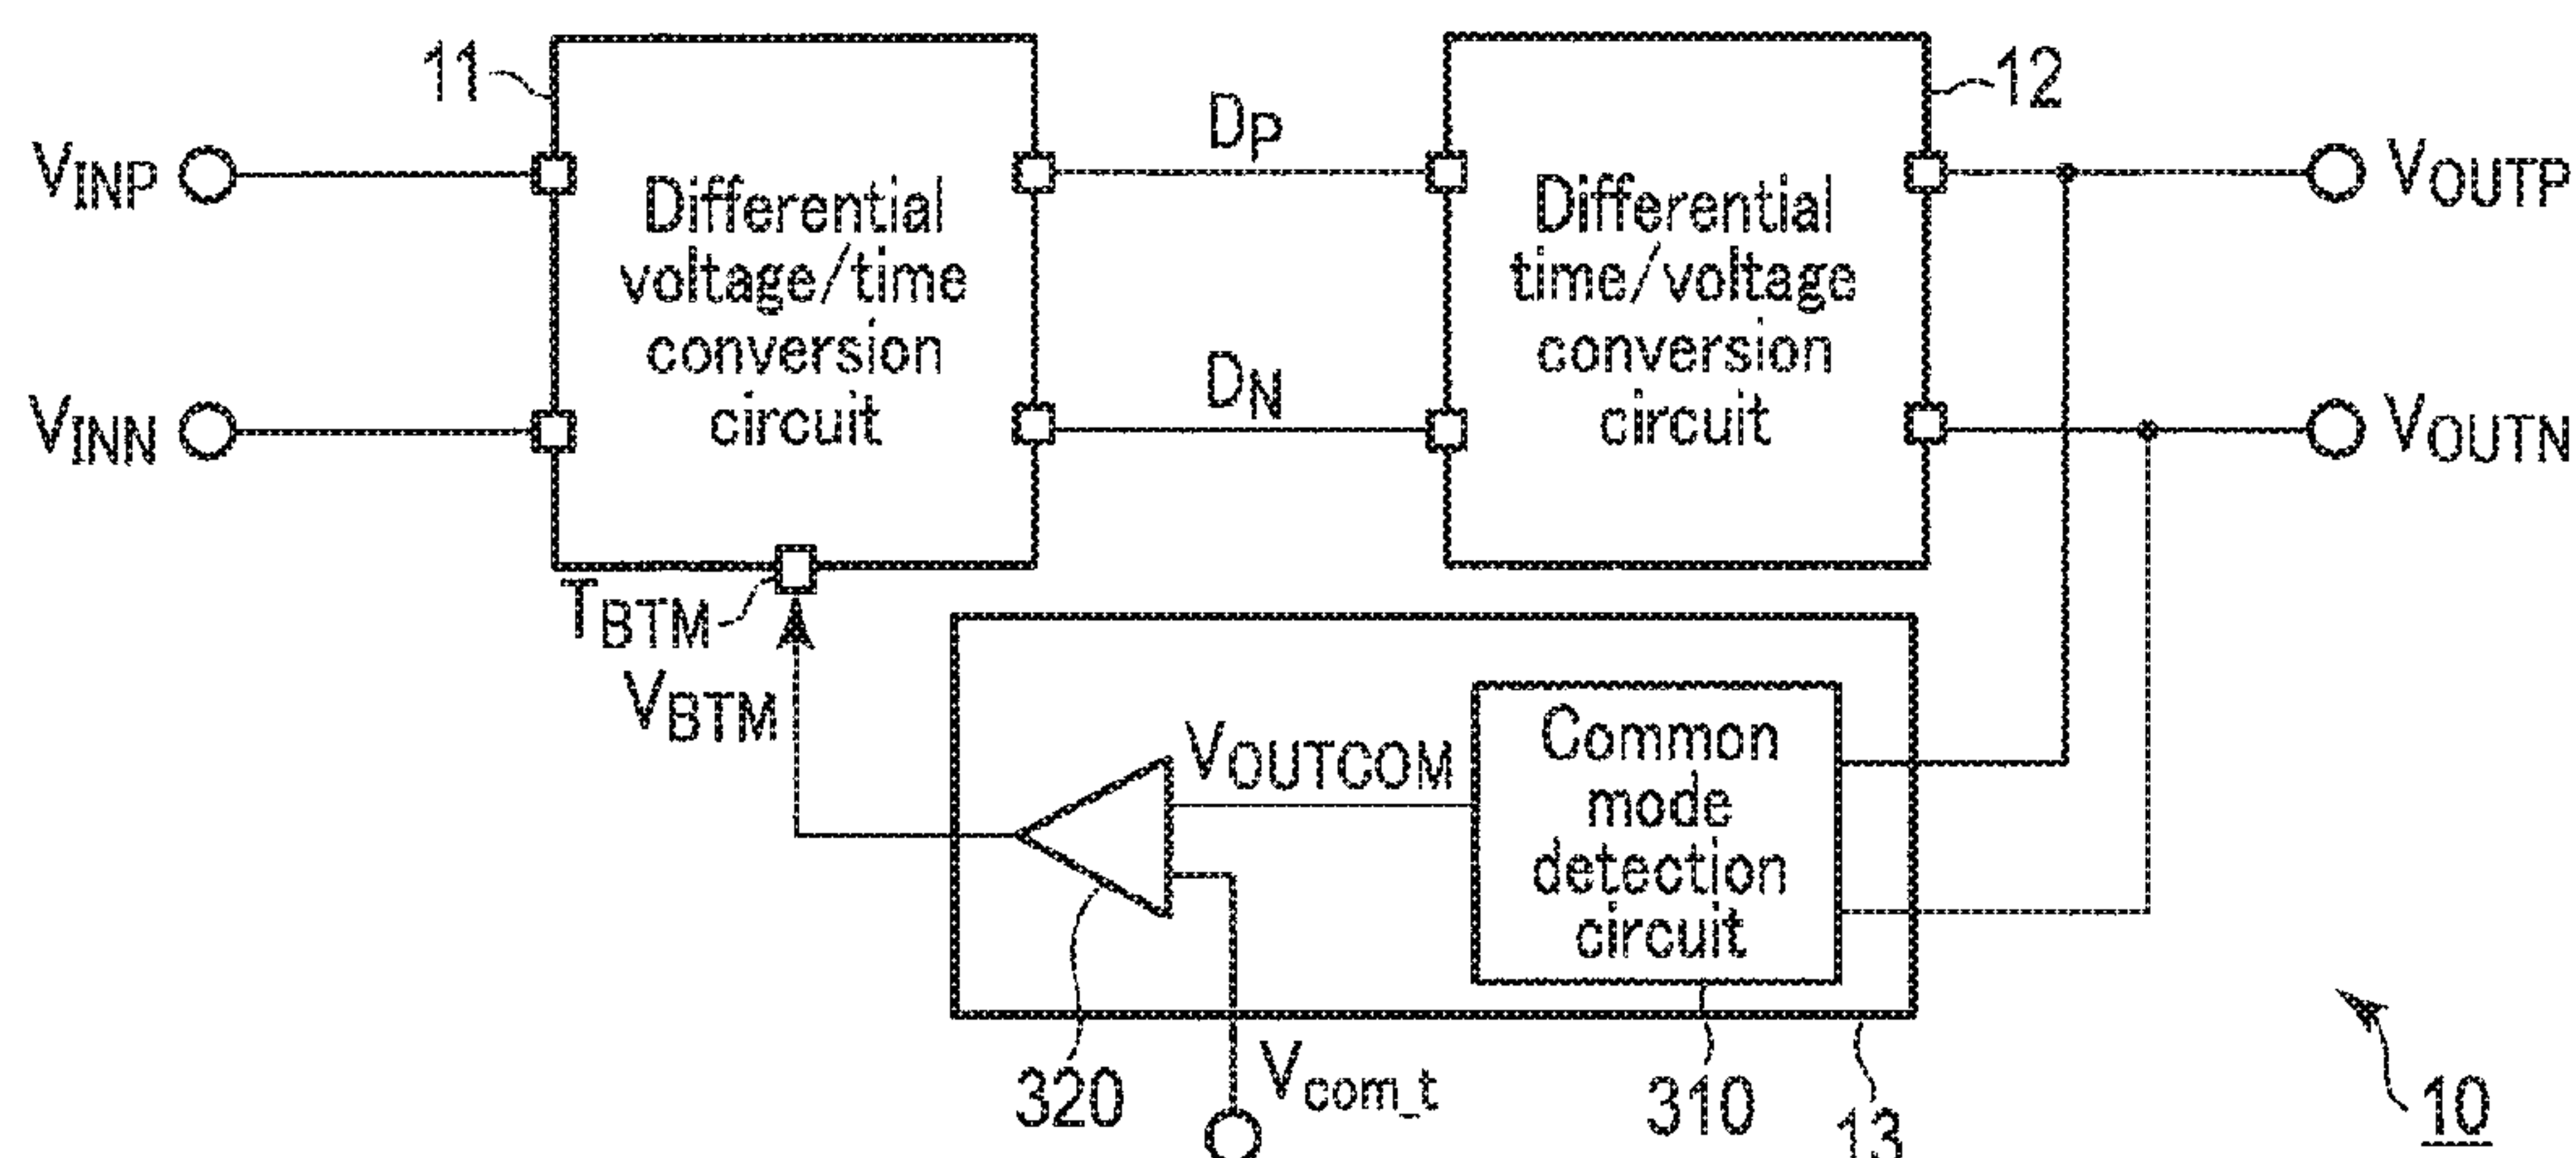 11
12
VINP
DP
VOUTP
Differential
voltage/time
conversion
circuit
Differential
time/voltage
conversion
circuit
VINN
DN
VOUTN
TBTM
VBTM
VOUTCOM
Common
mode
detection
circuit
320
Vcom_t
310
13
10